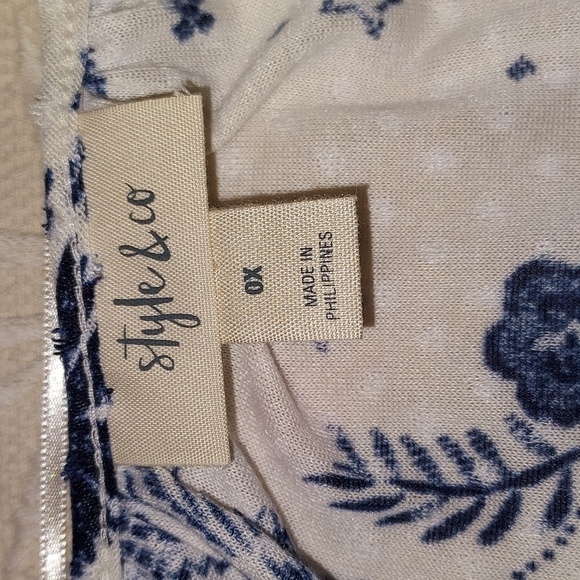 style & co
0X
MADE IN
PHILIPPINES